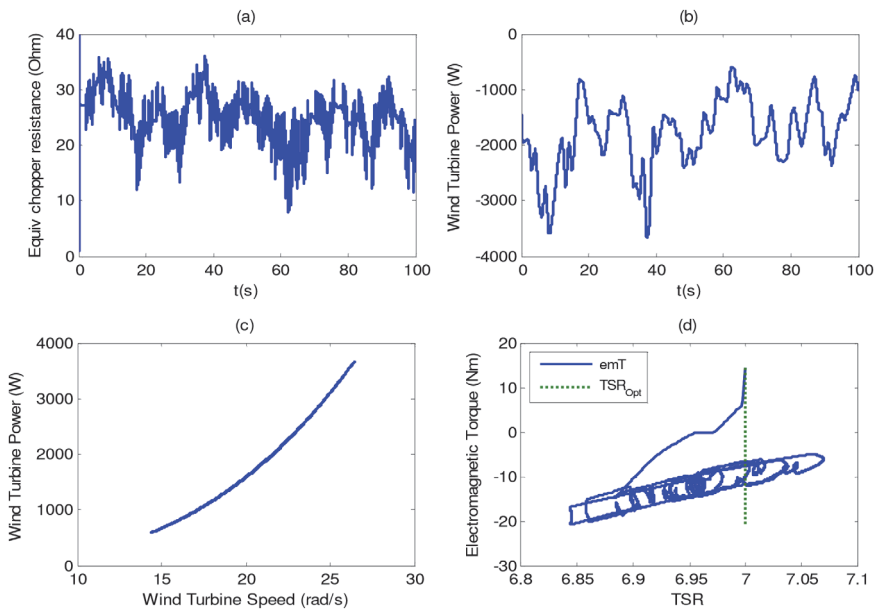 (a)
Equiv chopper resistance (Ohm)
40
30
20
10
0
0 20 40 60 80 100
t(s)
(b)
Wind Turbine Power (W)
0
-1000
-2000
-3000
-4000
0 20 40 60 80 100
t(s)
(c)
Wind Turbine Power (W)
4000
3000
2000
1000
0
10 15 20 25 30
Wind Turbine Speed (rad/s)
(d)
Electromagnetic Torque (Nm)
20
10
0
-10
-20
-30
emT
TSROpt
6.8 6.85 6.9 6.95 7 7.05 7.1
TSR